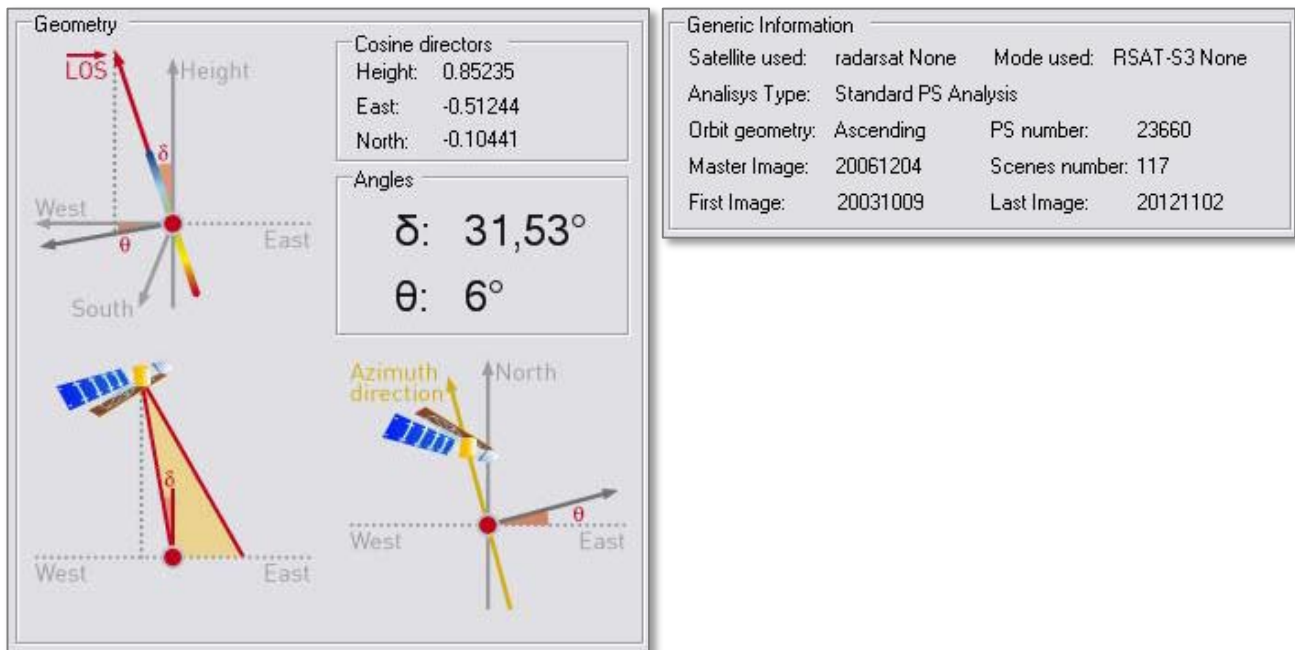 Geometry
LOS
Height
δ
West
θ
East
South
Cosine directors
Height: 0.85235
East: -0.51244
North: -0.10441
Angles
δ: 31,53°
θ: 6°
δ
West East
Azimuth
direction
North
θ
West East
Generic Information
Satellite used: radarsat None Mode used: RSAT-S3 None
Analisys Type: Standard PS Analysis
Orbit geometry: Ascending PS number: 23660
Master Image: 20061204 Scenes number: 117
First Image: 20031009 Last Image: 20121102